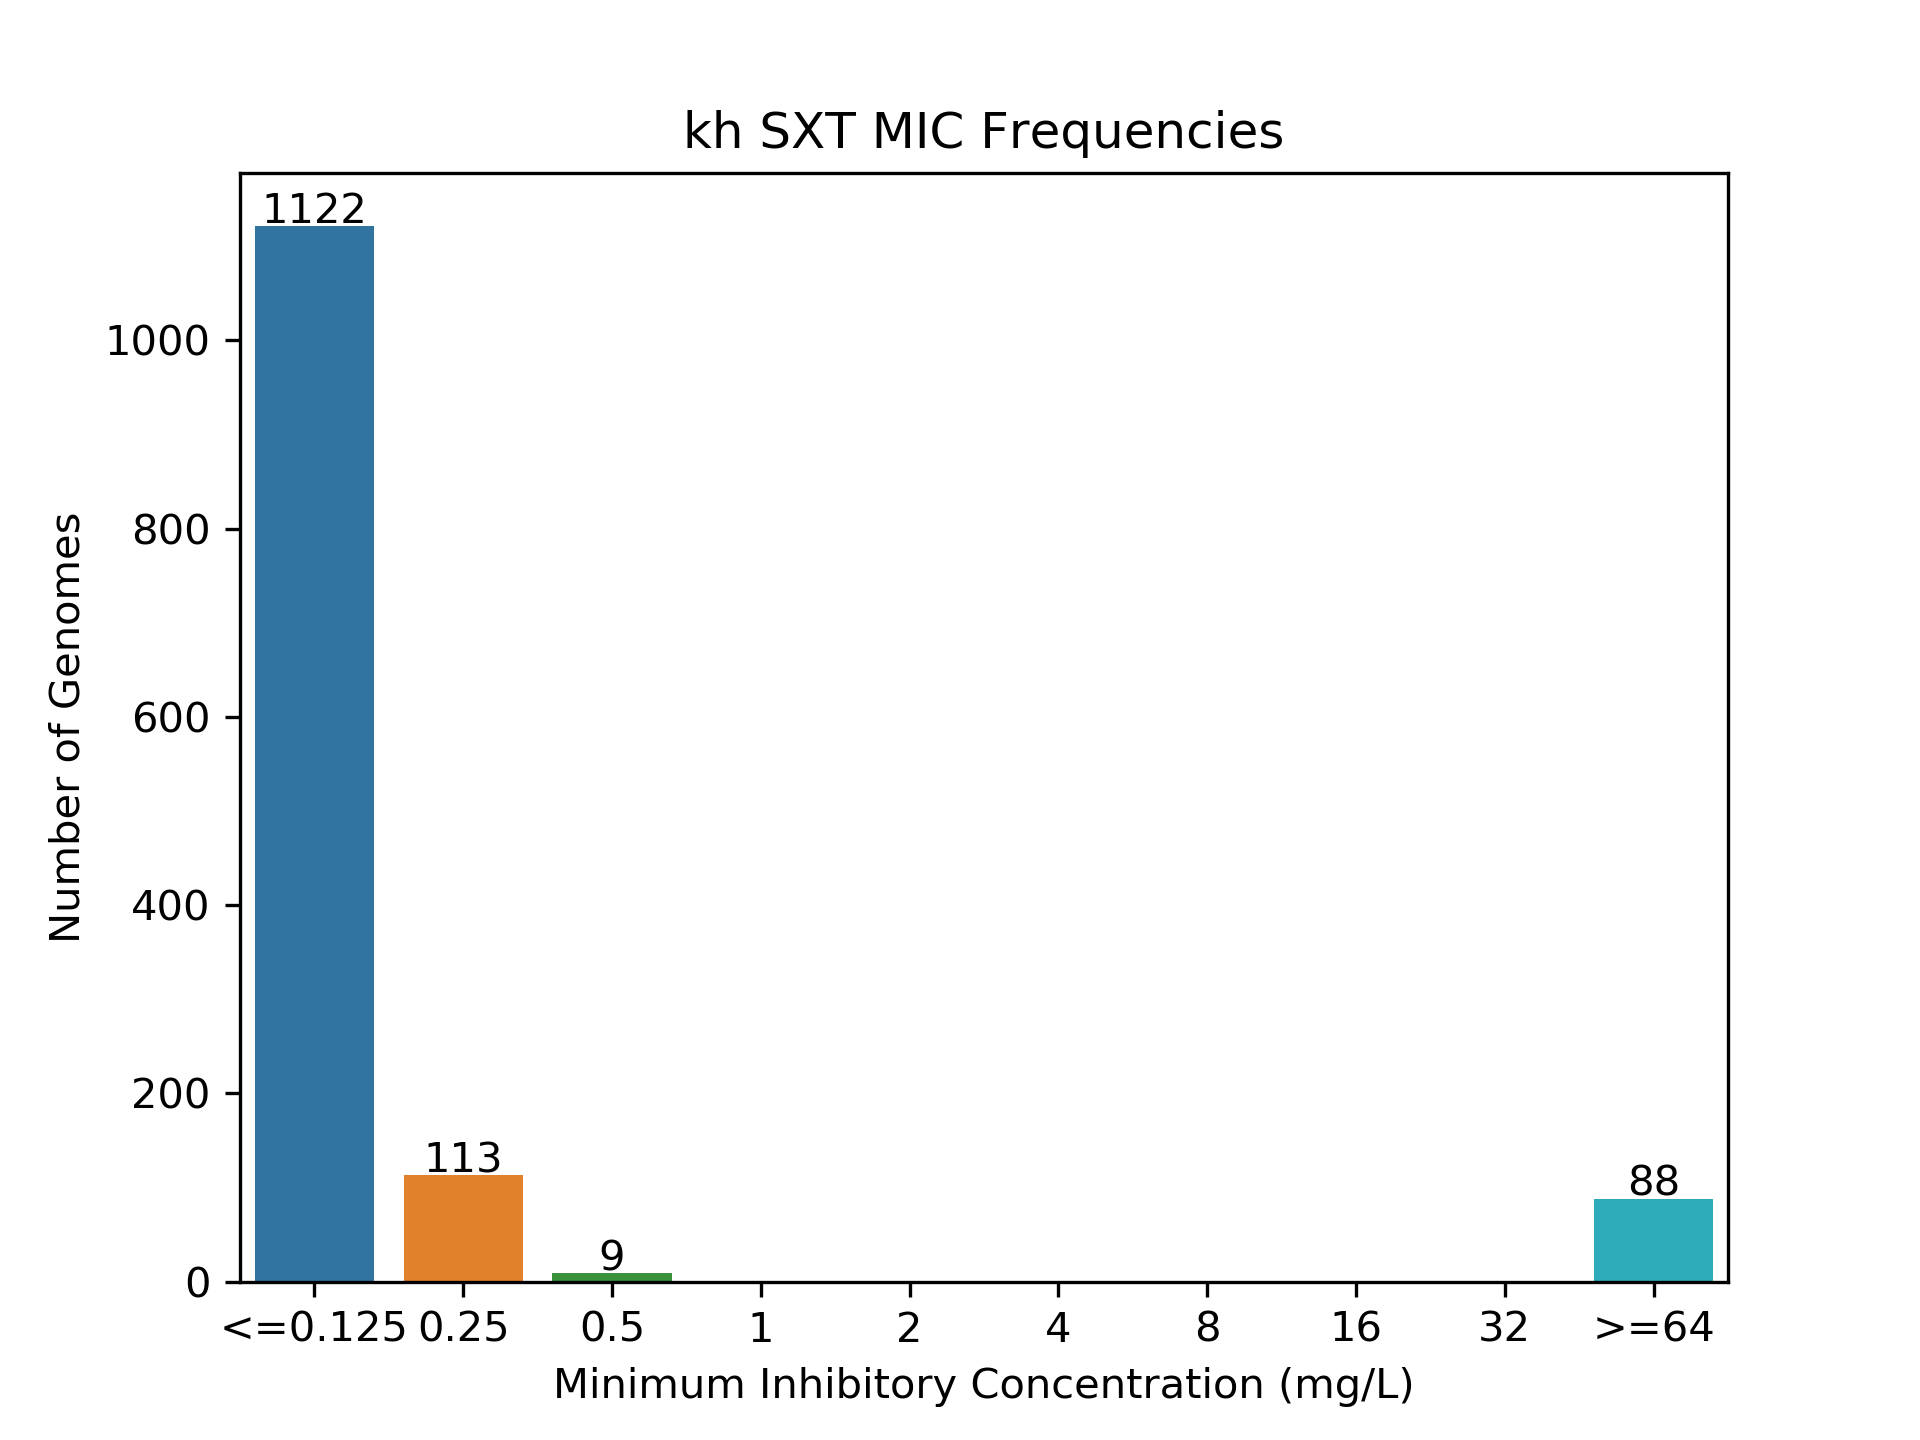 kh SXT MIC Frequencies
1122
1000
800
600
400
200
0
113
9
88
Number of Genomes
<=0.125 0.25 0.5 1 2 4 8 16 32 >=64
Minimum Inhibitory Concentration (mg/L)